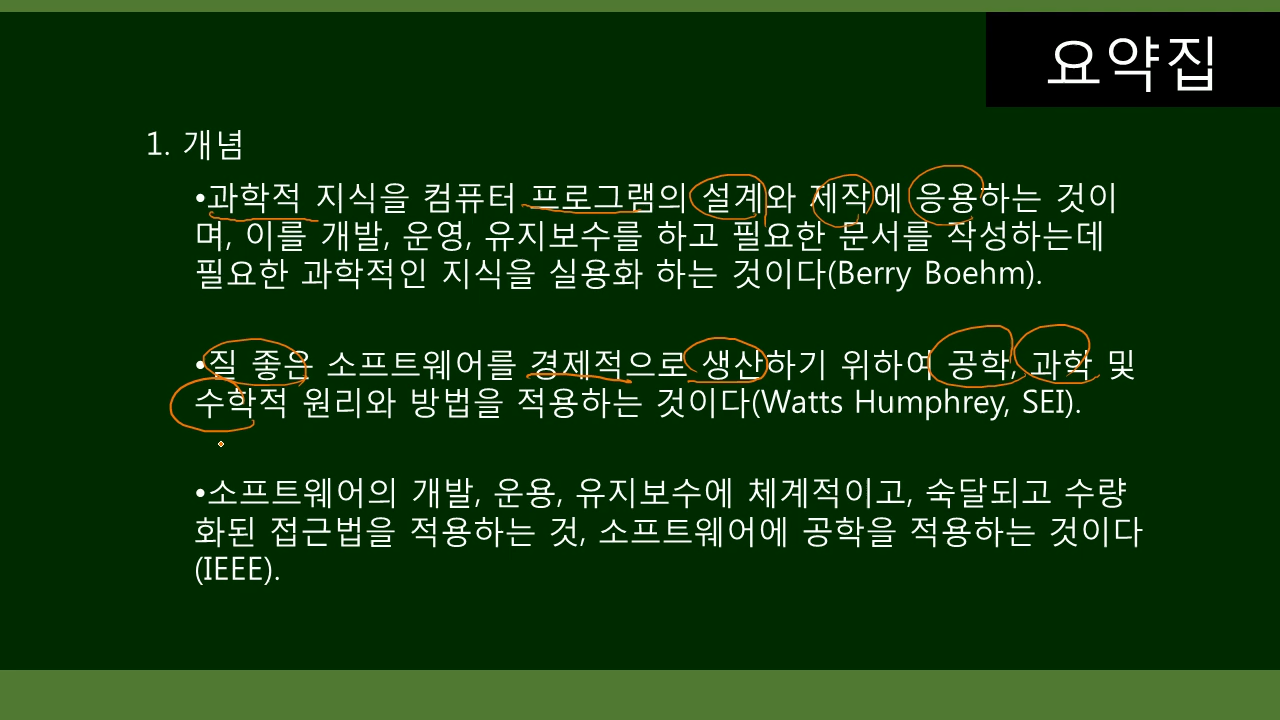 요약집
1. 개념
•과학적 지식을 컴퓨터 프로그램의 설계와 제작에 응용하는 것이
며, 이를 개발, 운영, 유지보수를 하고 필요한 문서를 작성하는데
필요한 과학적인 지식을 실용화 하는 것이다(Berry Boehm).
•질 좋은 소프트웨어를 경제적으로 생산하기 위하여 공학, 과학 및
수학적 원리와 방법을 적용하는 것이다(Watts Humphrey, SEI).
•소프트웨어의 개발, 운용, 유지보수에 체계적이고, 숙달되고 수량
화된 접근법을 적용하는 것, 소프트웨어에 공학을 적용하는 것이다
(IEEE).